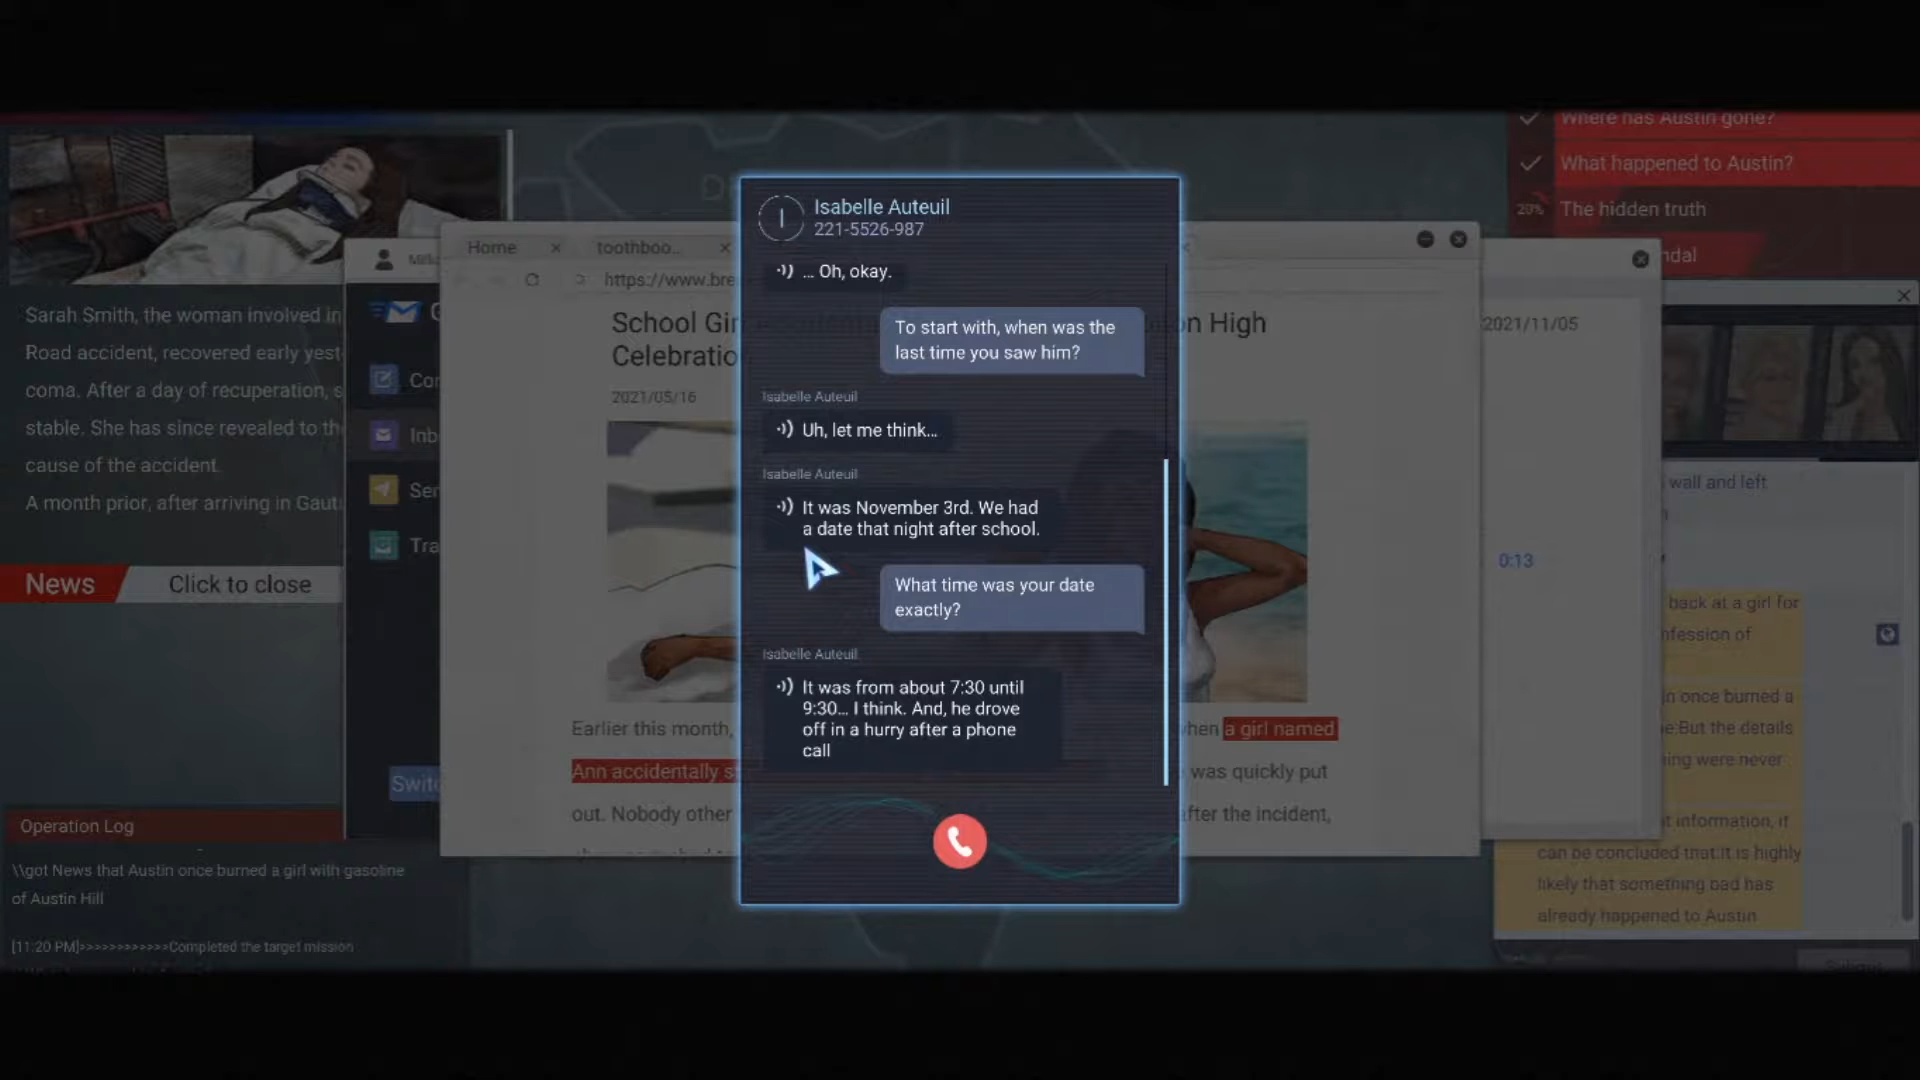 Where has Austin gone?
What happened to Austin?
20%
The hidden truth
ndal
Isabelle Auteuil
221-5526-987
... Oh, okay.
To start with, when was the
last time you saw him?
Isabelle Auteuil
Uh, let me think...
Isabelle Auteuil
It was November 3rd. We had
a date that night after school.
What time was your date
exactly?
Isabelle Auteuil
It was from about 7:30 until
9:30... I think. And, he drove
off in a hurry after a phone
call
Home
toothboo...
https://www.bre
School Gir
on High
Celebratio
2021/05/16
Earlier this month,
hen a girl named
Ann accidentally s
was quickly put
out. Nobody other
after the incident,
Sarah Smith, the woman involved in
Road accident, recovered early yest
coma. After a day of recuperation, s
stable. She has since revealed to the
cause of the accident.
A month prior, after arriving in Gaut
News
Click to close
Operation Log
\\got News that Austin once burned a girl with gasoline
of Austin Hill
[11:20 PM]>>>>>>>>>>>>Completed the target mission
Inb
Sen
Tra
Switc
2021/11/05
0:13
wall and left
back at a girl for
nfession of
in once burned a
e:But the details
ing were never
t information, it
can be concluded that:It is highly
likely that something bad has
already happened to Austin
Submit